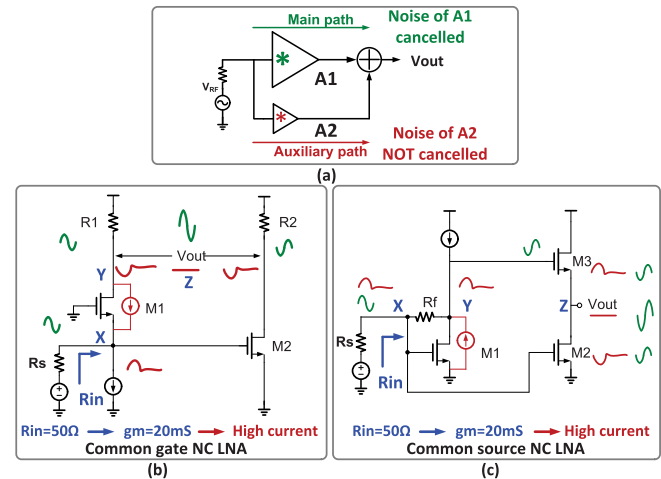 Main path
Noise of A1
cancelled
*
A1
Vout
VRF
*
A2
Auxiliary path
Noise of A2
NOT cancelled
(a)
R1
R2
Vout
Y
Z
M1
X
Rs
M2
Rin
Rin=50Ω gm=20mS High current
Common gate NC LNA
(b)
M3
X
Rf
Y
Z
Vout
Rs
M1
M2
Rin
Rin=50Ω gm=20mS High current
Common source NC LNA
(c)